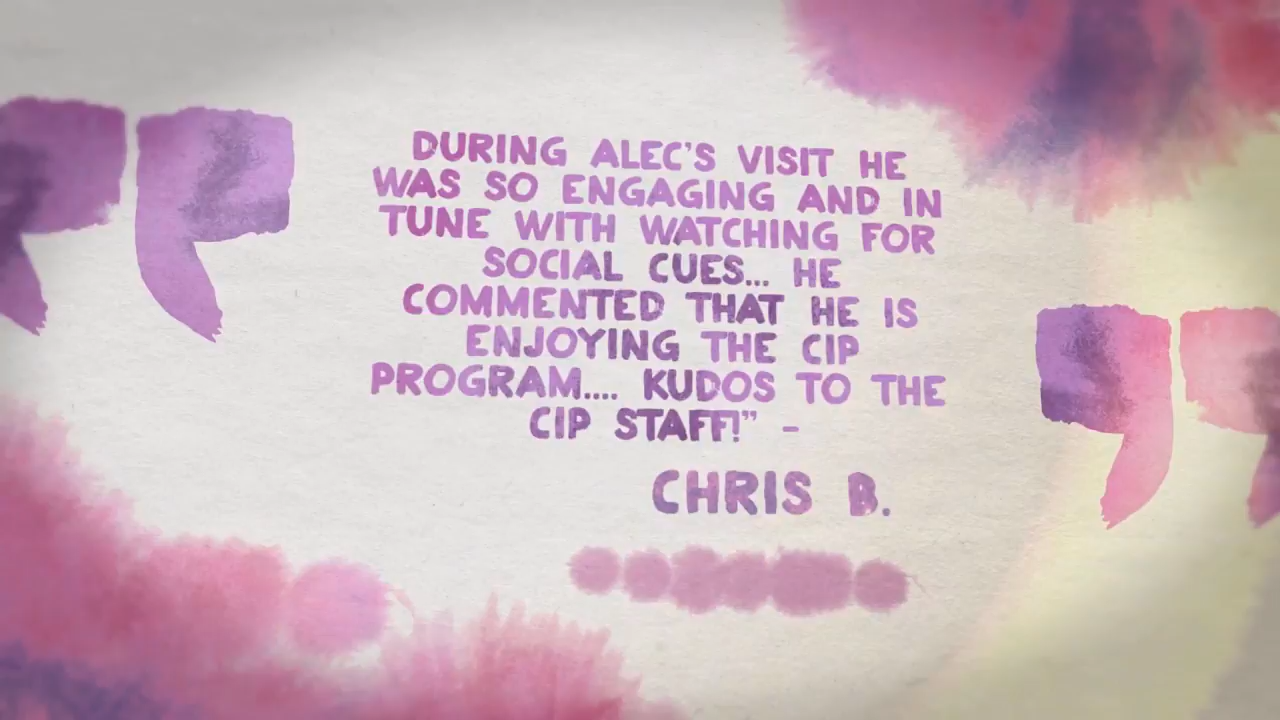 DURING ALEC'S VISIT HE
WAS SO ENGAGING AND IN
TUNE WITH WATCHING FOR
SOCIAL CUES... HE
COMMENTED THAT HE IS
ENJOYING THE CIP
PROGRAM.... KUDOS TO THE
CIP STAFF!” -
CHRIS B.